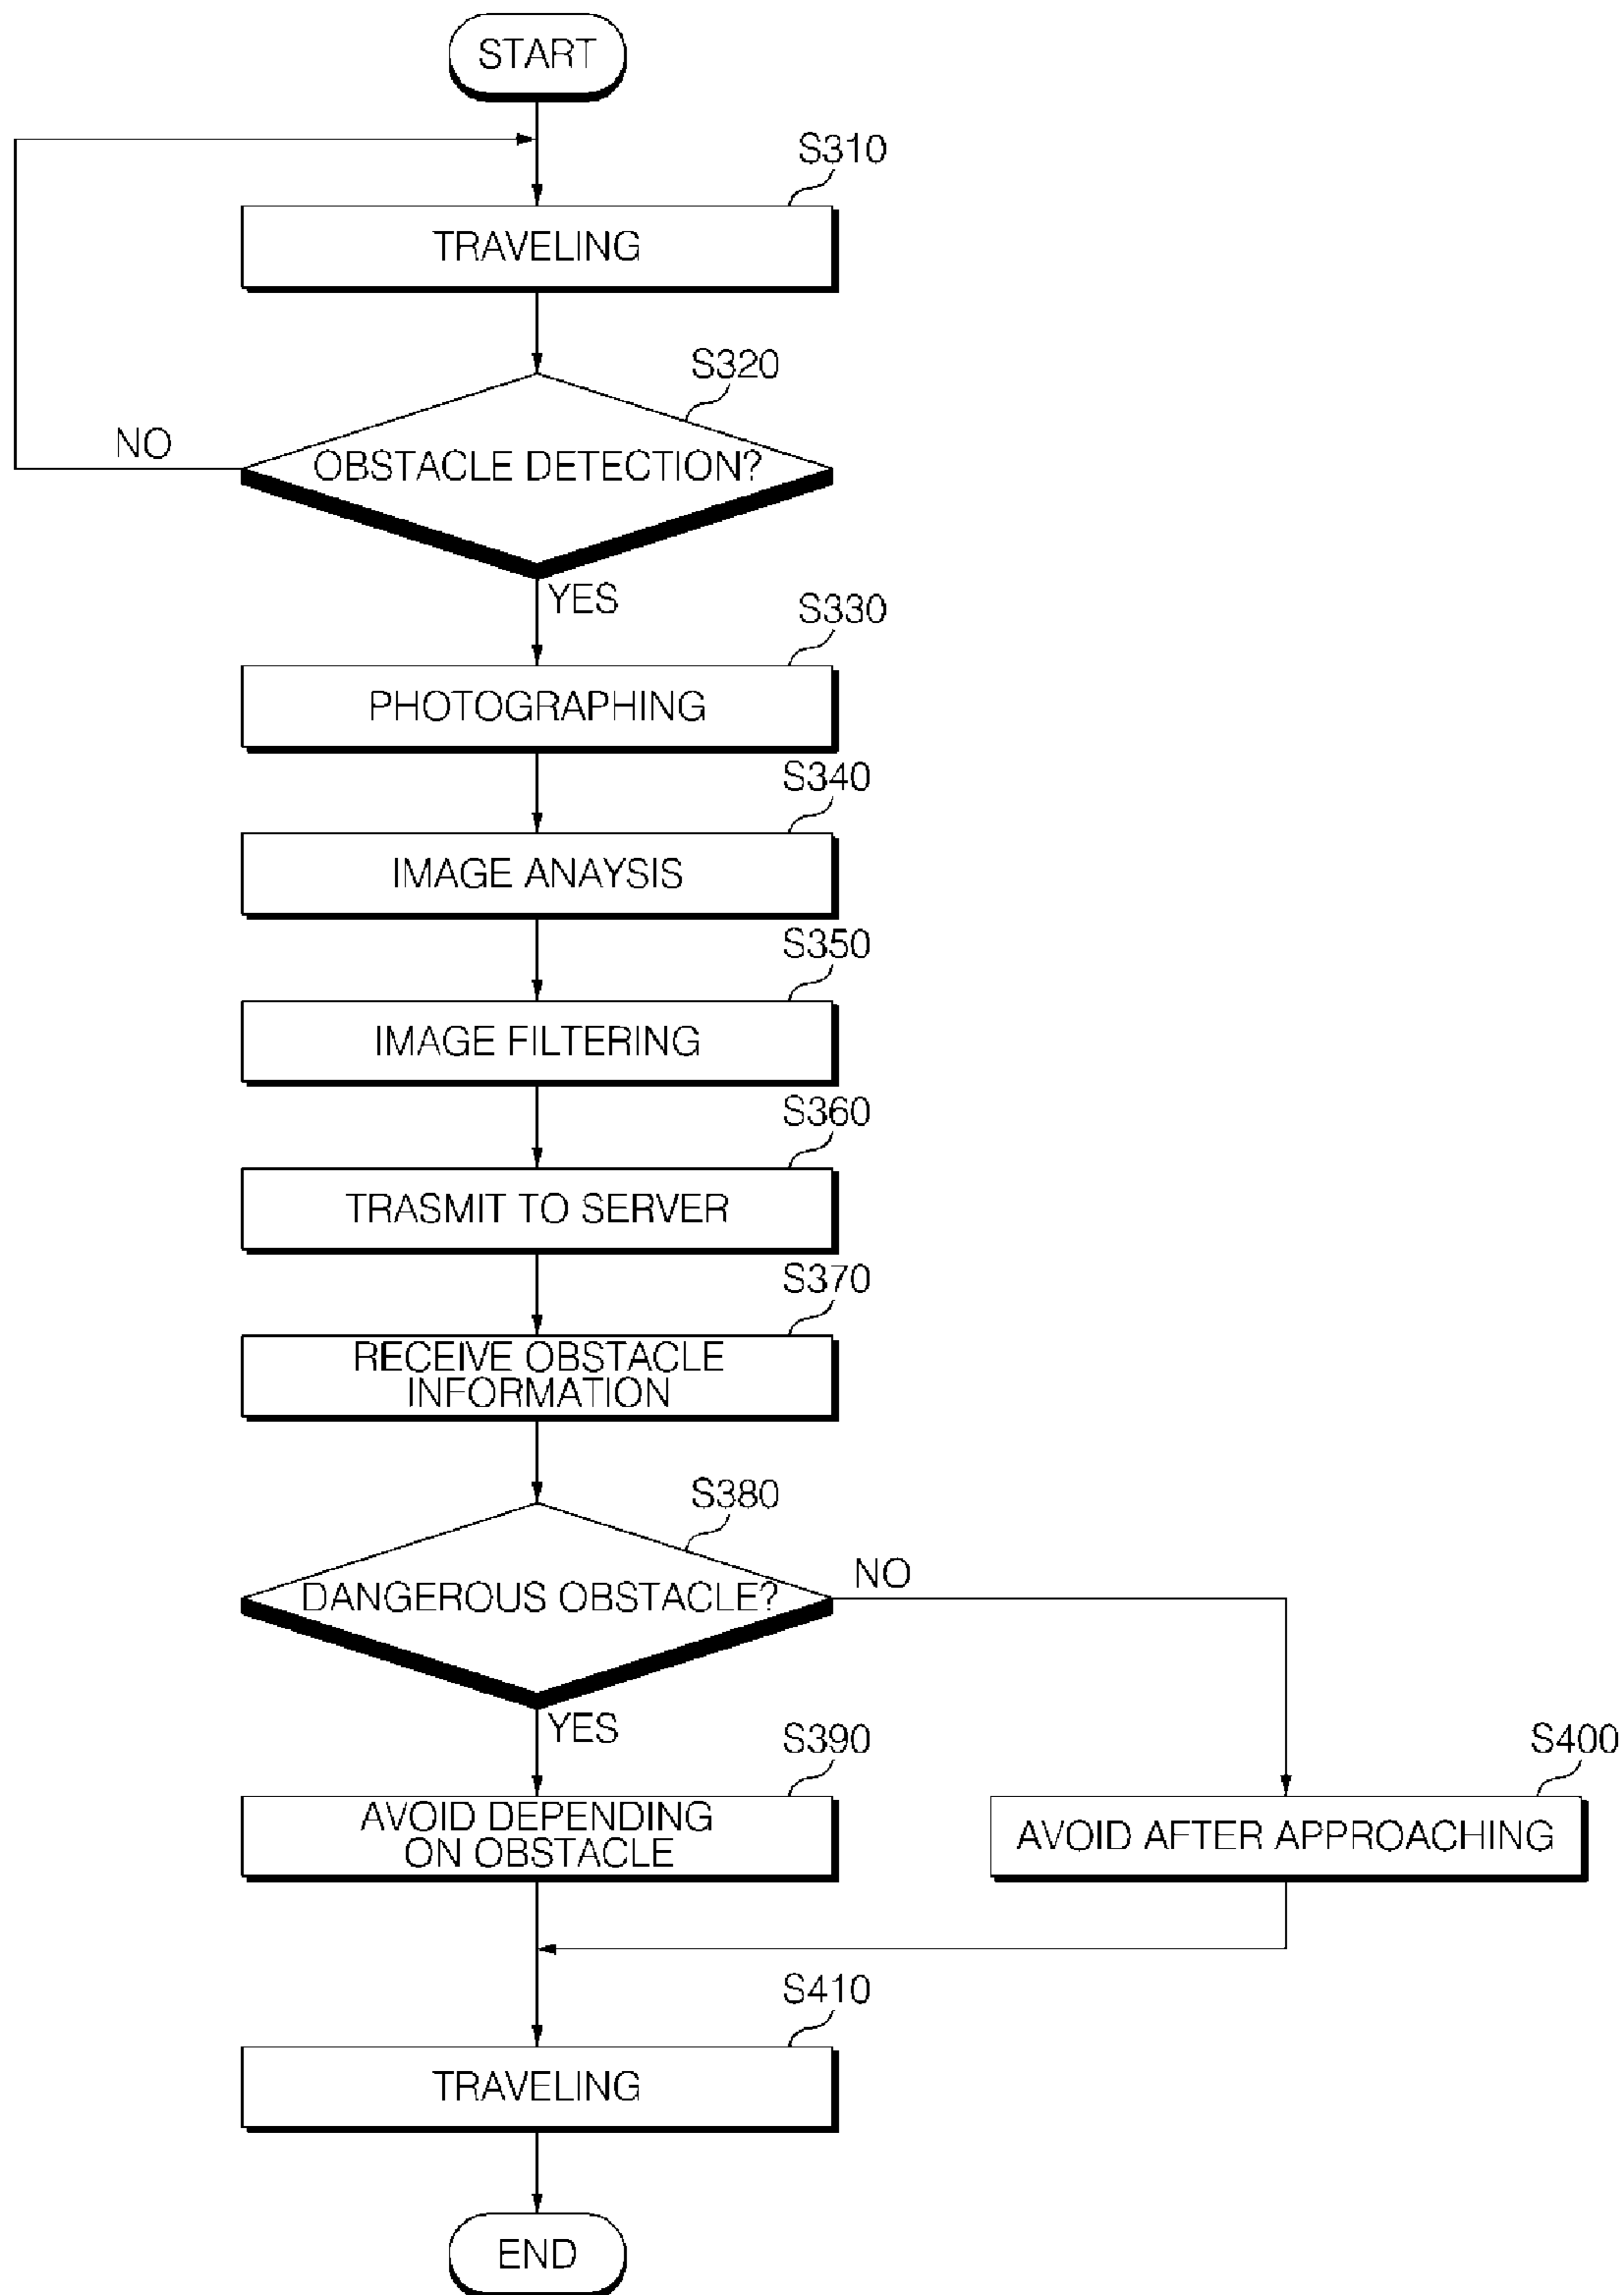 START
S310
TRAVELING
S320
OBSTACLE DETECTION?
NO
YES
S330
PHOTOGRAPHING
S340
IMAGE ANAYSIS
S350
IMAGE FILTERING
S360
TRASMIT TO SERVER
S370
RECEIVE OBSTACLE
INFORMATION
S380
DANGEROUS OBSTACLE?
NO
YES
S390
AVOID DEPENDING
ON OBSTACLE
S400
AVOID AFTER APPROACHING
S410
TRAVELING
END